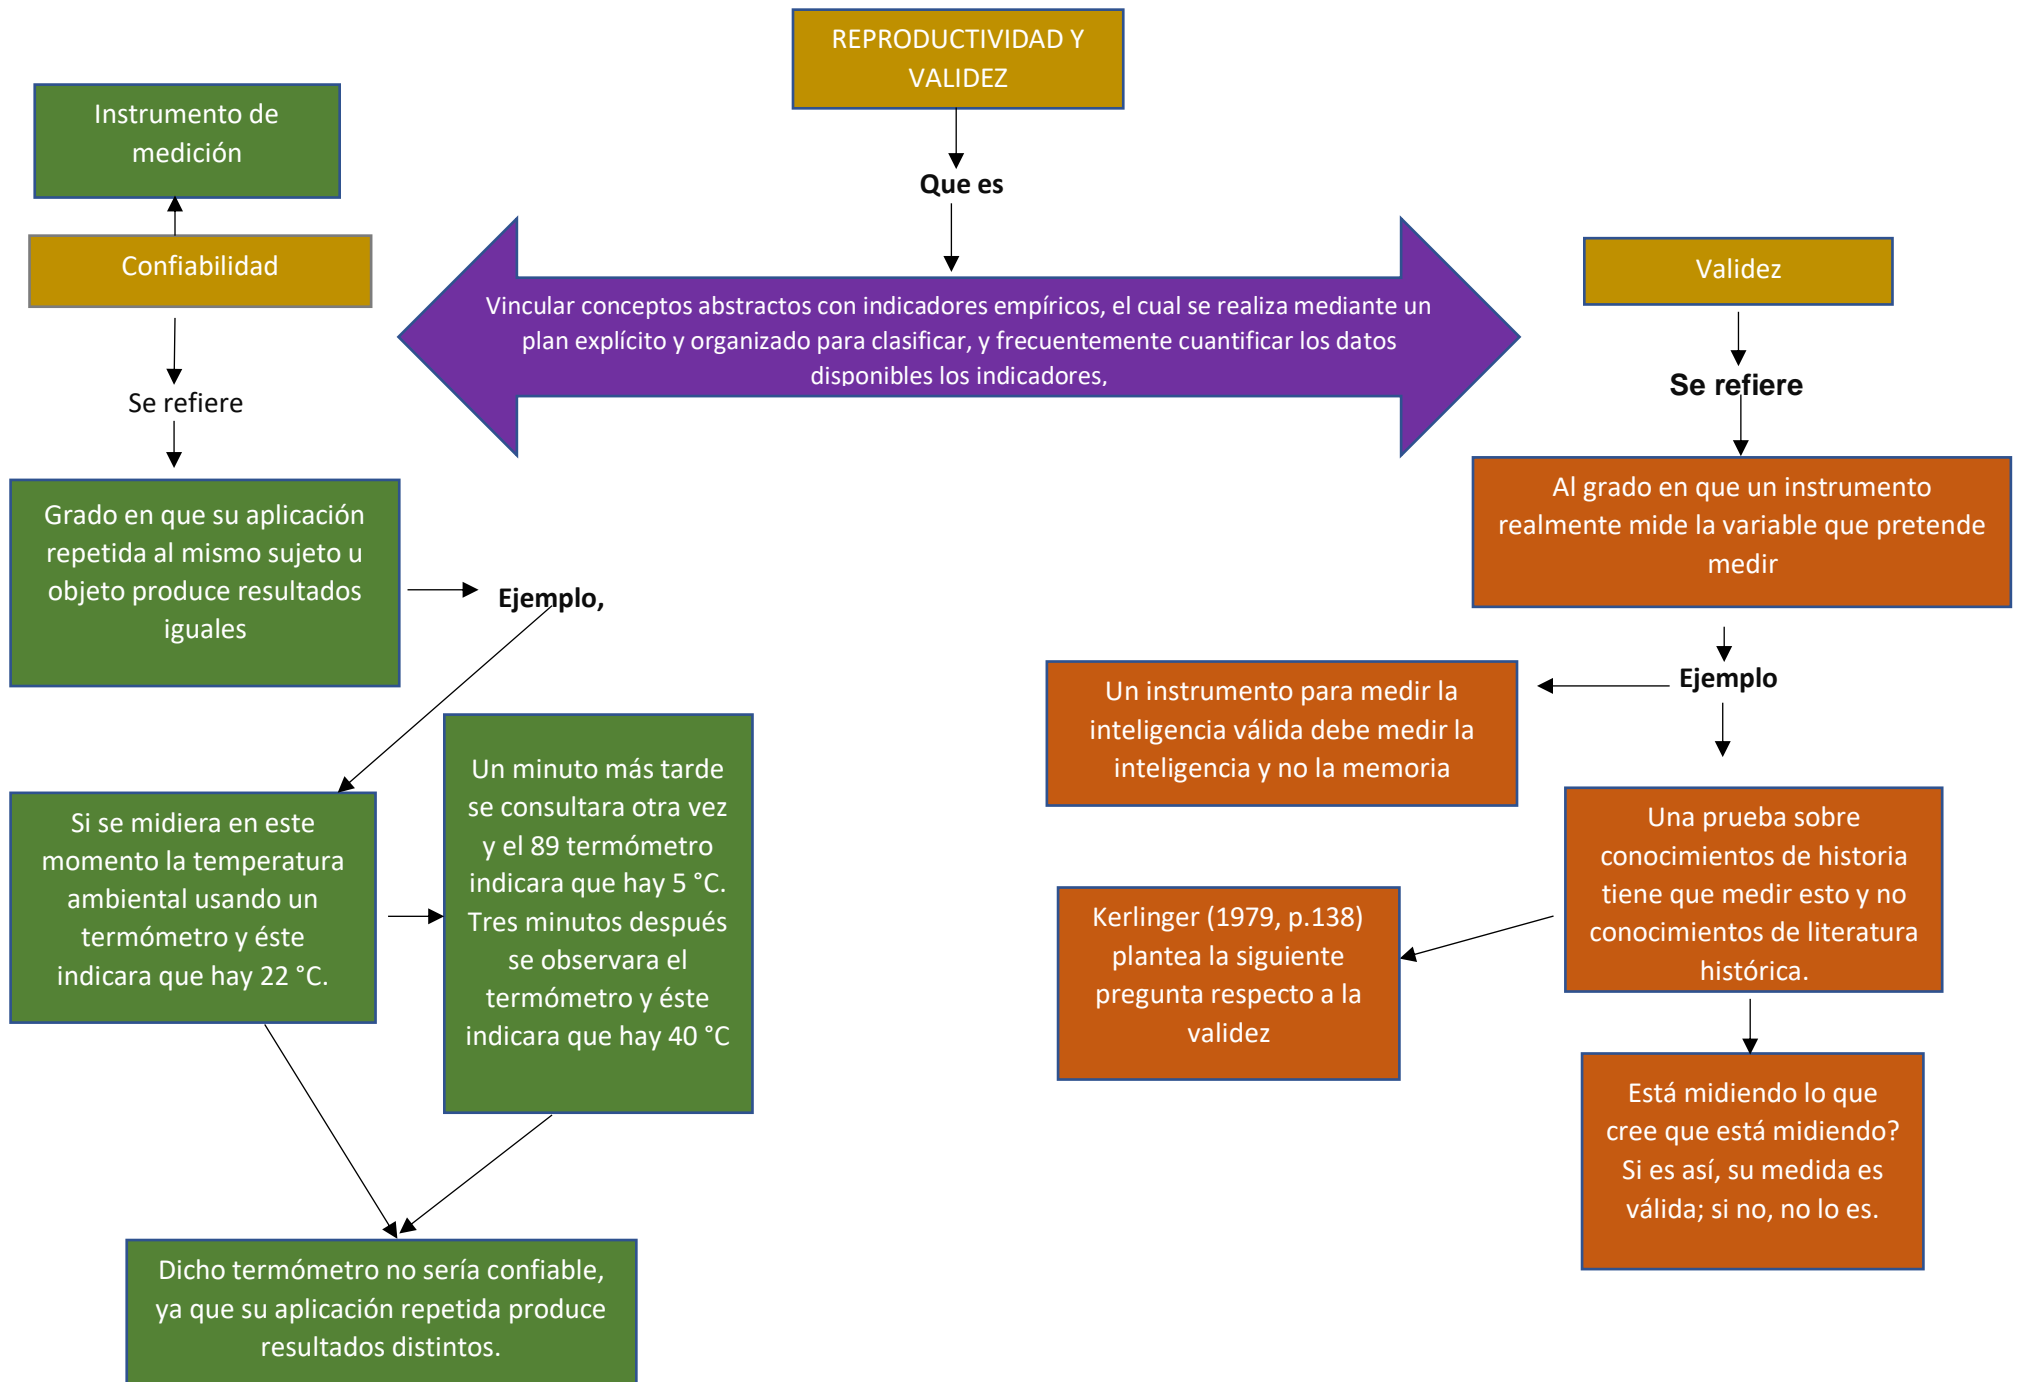 REPRODUCTIVIDAD Y
VALIDEZ
Que es
Vincular conceptos abstractos con indicadores empíricos, el cual se realiza mediante un
plan explícito y organizado para clasificar, y frecuentemente cuantificar los datos
disponibles los indicadores,
Instrumento de
medición
Confiabilidad
Se refiere
Grado en que su aplicación
repetida al mismo sujeto u
objeto produce resultados
iguales
Ejemplo,
Si se midiera en este
momento la temperatura
ambiental usando un
termómetro y éste
indicara que hay 22 °C.
Un minuto más tarde
se consultara otra vez
y el 89 termómetro
indicara que hay 5 °C.
Tres minutos después
se observara el
termómetro y éste
indicara que hay 40 °C
Dicho termómetro no sería confiable,
ya que su aplicación repetida produce
resultados distintos.
Validez
Se refiere
Al grado en que un instrumento
realmente mide la variable que pretende
medir
Ejemplo
Un instrumento para medir la
inteligencia válida debe medir la
inteligencia y no la memoria
Una prueba sobre
conocimientos de historia
tiene que medir esto y no
conocimientos de literatura
histórica.
Kerlinger (1979, p.138)
plantea la siguiente
pregunta respecto a la
validez
Está midiendo lo que
cree que está midiendo?
Si es así, su medida es
válida; si no, no lo es.